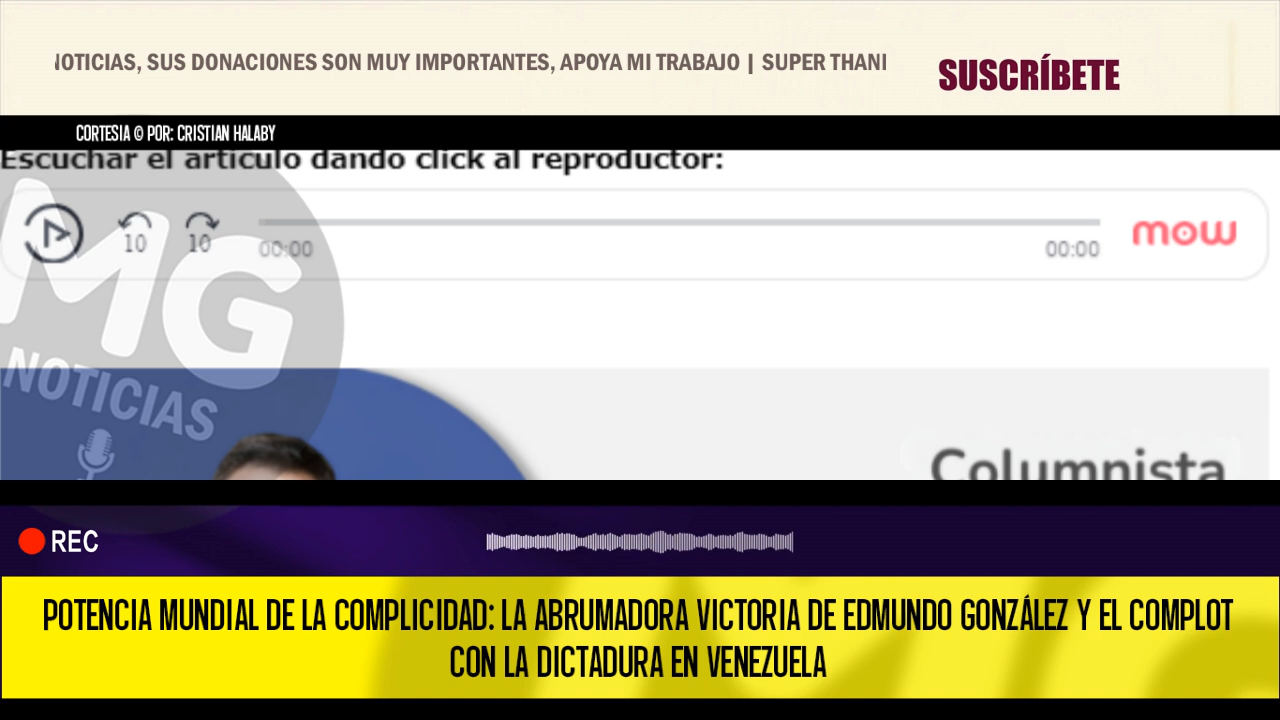 NOTICIAS, SUS DONACIONES SON MUY IMPORTANTES, APOYA MI TRABAJO | SUPER THANI
SUSCRÍBETE
CORTESIA © POR: CRISTIAN HALABY
Escuchar el artículo dando click al reproductor:
10
10
00:00
00:00
mow
MG
NOTICIAS
Columnista
REC
POTENCIA MUNDIAL DE LA COMPLICIDAD: LA ABRUMADORA VICTORIA DE EDMUNDO GONZÁLEZ Y EL COMPLOT
CON LA DICTADURA EN VENEZUELA